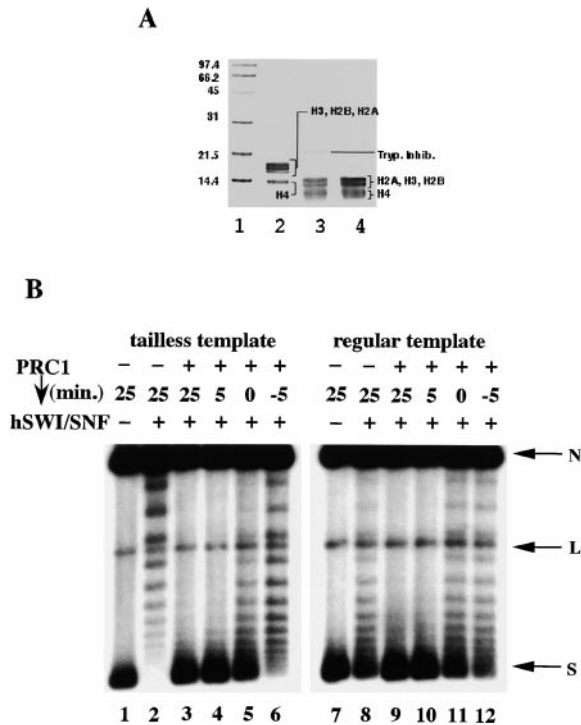 A
97.4
66.2
45
31
21.5
14.4
H3, H2B, H2A
Tryp. Inhib.
H2A, H3, H2B
H4
H4
1 2 3 4
B
tailless template regular template
PRC1 – – + + + + – – + + + +
(min.) 25 25 25 5 0 -5 25 25 25 5 0 -5
hSWI/SNF – + + + + + – + + + + +
N
L
S
1 2 3 4 5 6 7 8 9 10 11 12